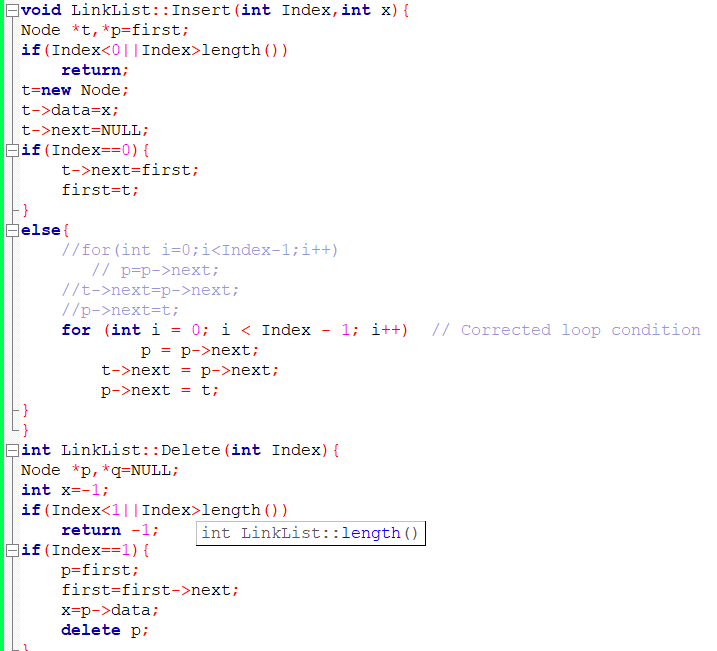 void LinkList::Insert(int Index,int x){
Node *t,*p=first;
if(Index<0||Index>length())
return;
t=new Node;
t->data=x;
t->next=NULL;
if(Index==0){
t->next=first;
first=t;
}
else{
//for(int i=0;i<Index-1;i++)
// p=p->next;
//t->next=p->next;
//p->next=t;
for (int i = 0; i < Index - 1; i++)  // Corrected loop condition
p = p->next;
t->next = p->next;
p->next = t;
}
}
int LinkList::Delete(int Index){
Node *p,*q=NULL;
int x=-1;
if(Index<1||Index>length())
return -1;
int LinkList::length()
if(Index==1){
p=first;
first=first->next;
x=p->data;
delete p;
}